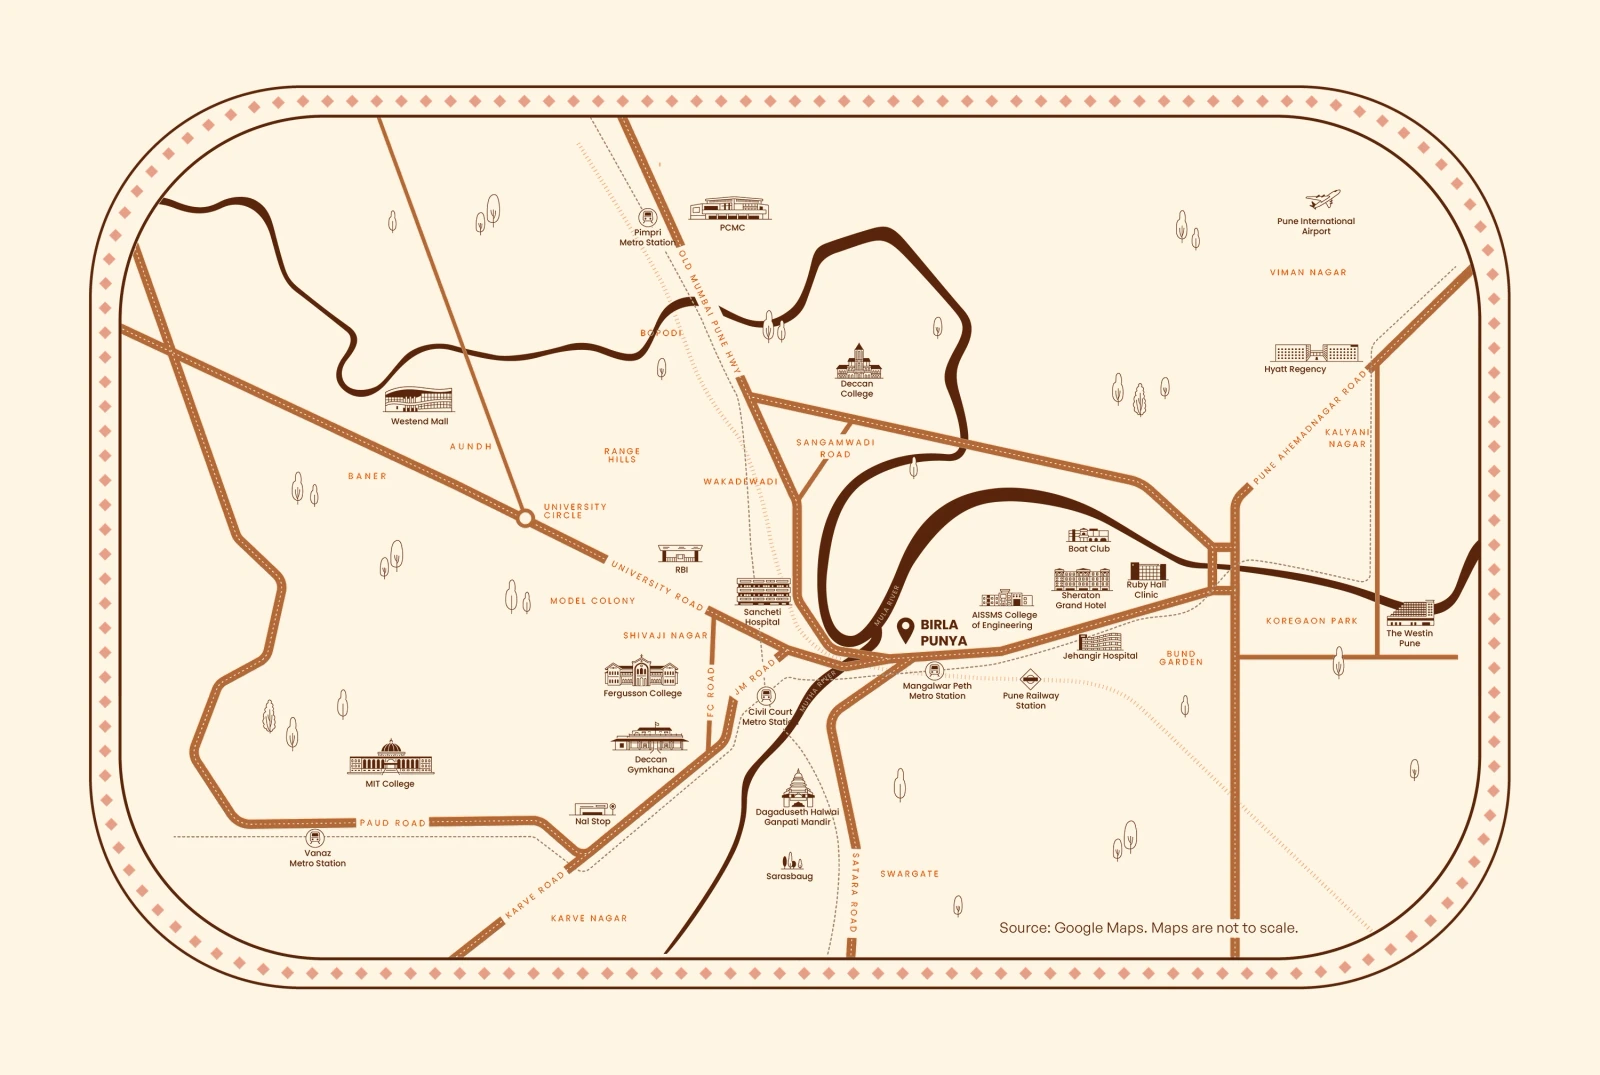 Pune International
Airport
PCMC
Pimpri
Metro Station
OLD MUMBAI PUNE HWY
VIMAN NAGAR
BOPODI
Hyatt Regency
Deccan
College
PUNE AHEMADNAGAR ROAD
Westend Mall
KALYANI
NAGAR
AUNDH
SANGAMWADI
ROAD
RANGE
HILLS
BANER
WAKADEWADI
UNIVERSITY
CIRCLE
Boat Club
RBI
UNIVERSITY ROAD
Ruby Hall
Clinic
Sheraton
Grand Hotel
MODEL COLONY
Sancheti
Hospital
MULA RIVER
AISSMS College
of Engineering
BIRLA
PUNYA
KOREGAON PARK
The Westin
Pune
SHIVAJI NAGAR
Jehangir Hospital
BUND
GARDEN
JM ROAD
FC ROAD
Fergusson College
MUTHA RIVER
Mangalwar Peth
Metro Station
Pune Railway
Station
Civil Court
Metro Station
Deccan
Gymkhana
MIT College
Dagaduseth Halwai
Ganpati Mandir
Nal Stop
PAUD ROAD
Vanaz
Metro Station
Sarasbaug
SATARA ROAD
SWARGATE
KARVE ROAD
KARVE NAGAR
Source: Google Maps. Maps are not to scale.